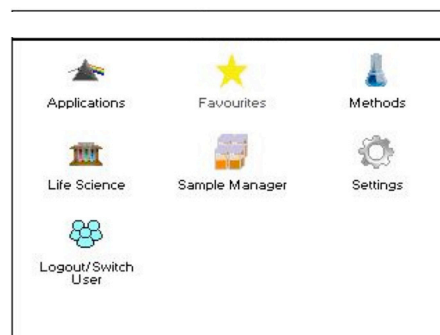 Applications Favourites Methods
Life Science Sample Manager Settings
Logout/Switch
User